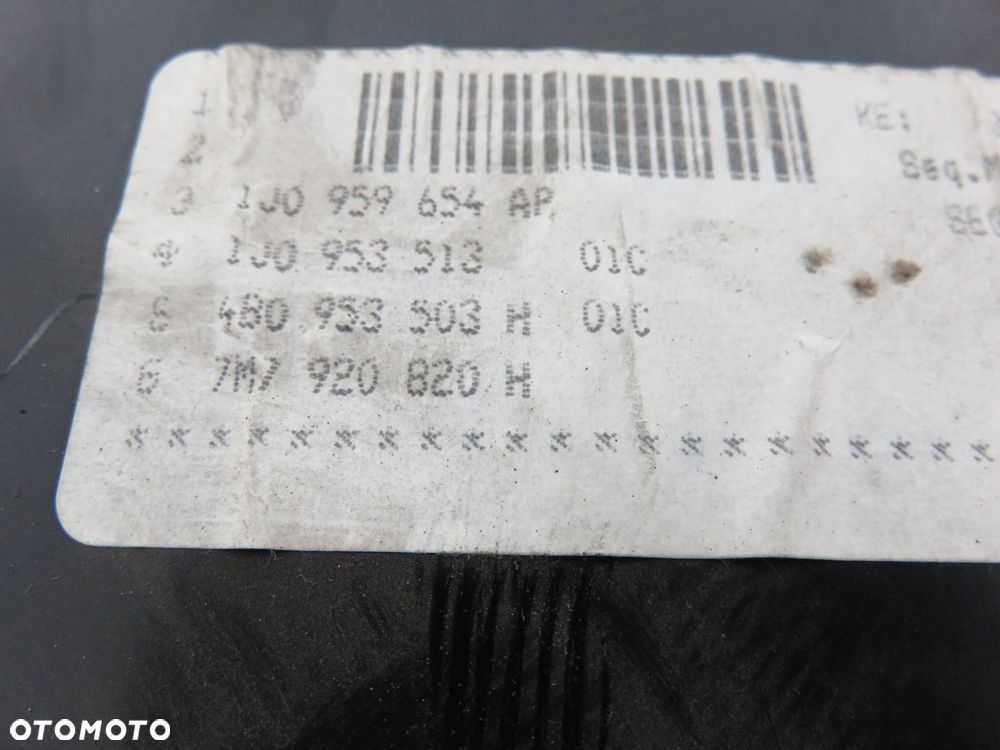 KE:
1
Seq.M
2
3 1J0 959 654 AP
SEC
4 1J0 953 513 01C
5 4B0 953 503 H 01C
6 7M7 920 820 H
* * * * * * * * * * * * * * * * * * * * *
OTOMOTO